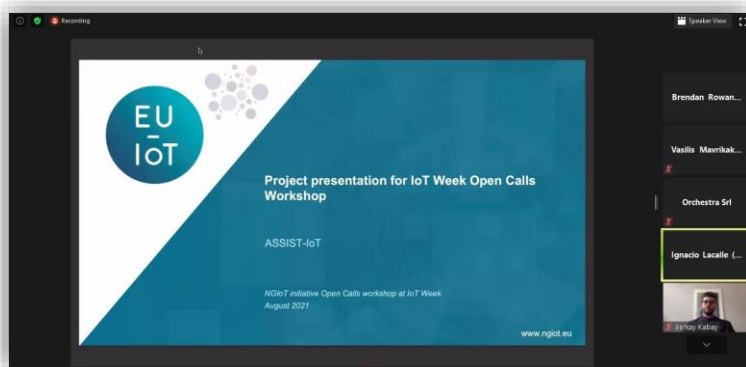 Recording
Speaker View
EU
-
IoT
Project presentation for IoT Week Open Calls
Workshop
ASSIST-IoT
NGIoT initiative Open Calls workshop at IoT Week
August 2021
www.ngiot.eu
Brendan Rowan...
Vasilis Mavrikak...
Orchestra Srl
Ignacio Lacalle (...
Kabay